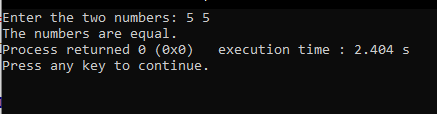 Enter the two numbers: 5 5
The numbers are equal.
Process returned 0 (0x0)   execution time : 2.404 s
Press any key to continue.